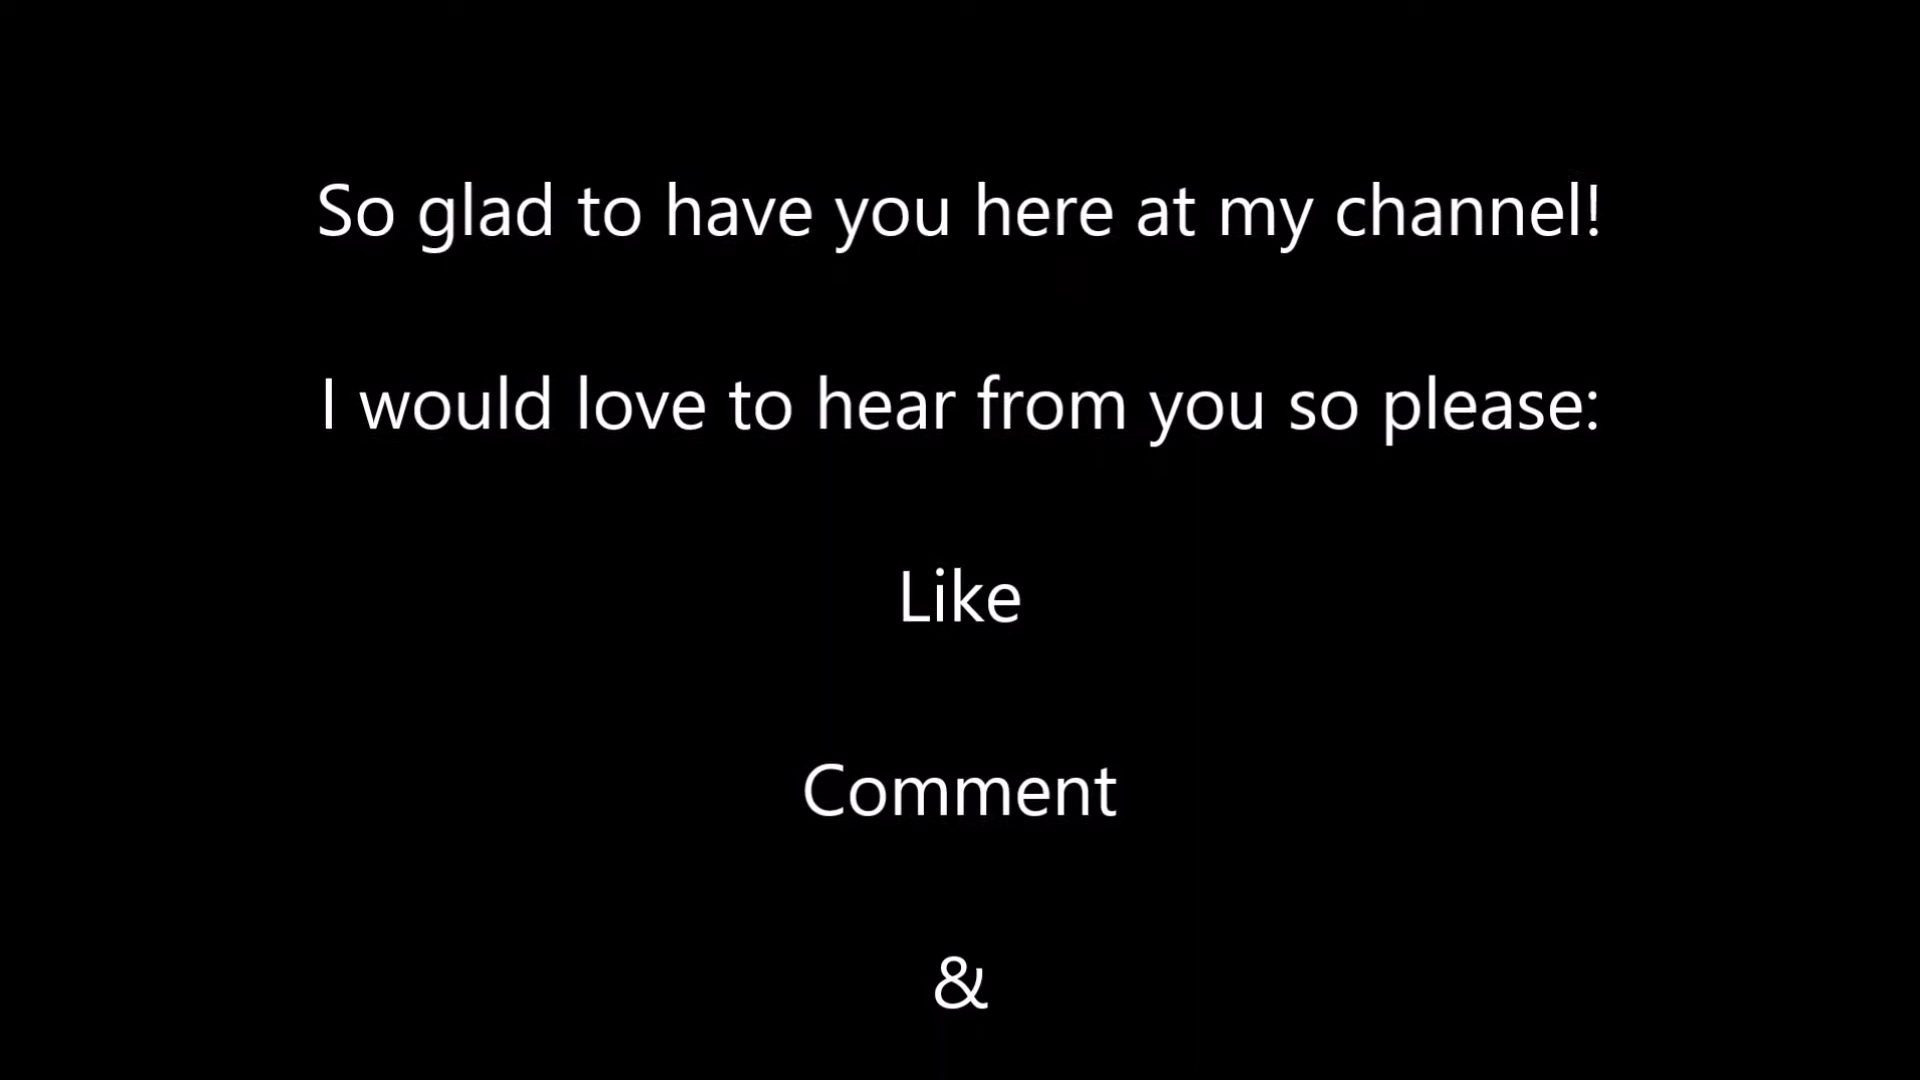 So glad to have you here at my channel!
I would love to hear from you so please:
Like
Comment
&